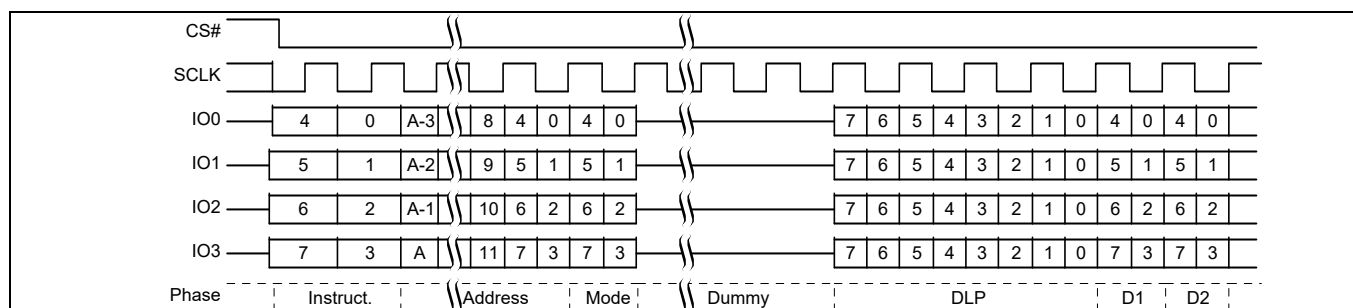 CS#
SCLK
IO0 4 0 A-3 8 4 0 4 0 7 6 5 4 3 2 1 0 4 0 4 0
IO1 5 1 A-2 9 5 1 5 1 7 6 5 4 3 2 1 0 5 1 5 1
IO2 6 2 A-1 10 6 2 6 2 7 6 5 4 3 2 1 0 6 2 6 2
IO3 7 3 A 11 7 3 7 3 7 6 5 4 3 2 1 0 7 3 7 3
Phase Instruct. Address Mode Dummy DLP D1 D2